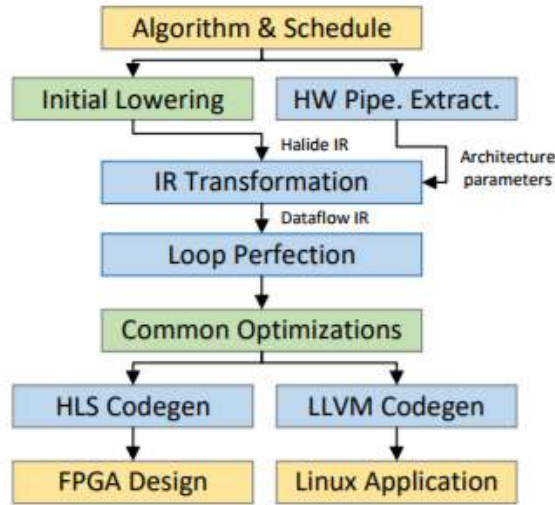 Algorithm & Schedule
Initial Lowering
HW Pipe. Extract.
Halide IR
Architecture
parameters
IR Transformation
Dataflow IR
Loop Perfection
Common Optimizations
HLS Codegen
LLVM Codegen
FPGA Design
Linux Application